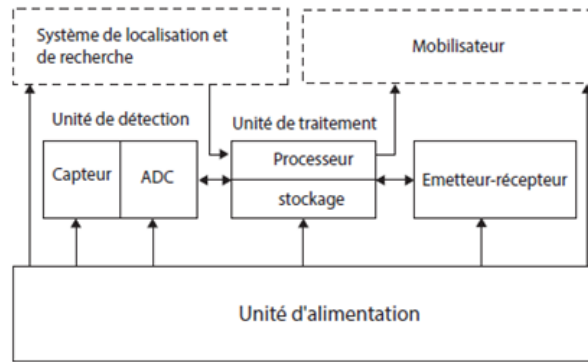 Système de localisation et
de recherche
Mobilisateur
Unité de détection
Unité de traitement
Capteur
ADC
Processeur
stockage
Emetteur-récepteur
Unité d'alimentation